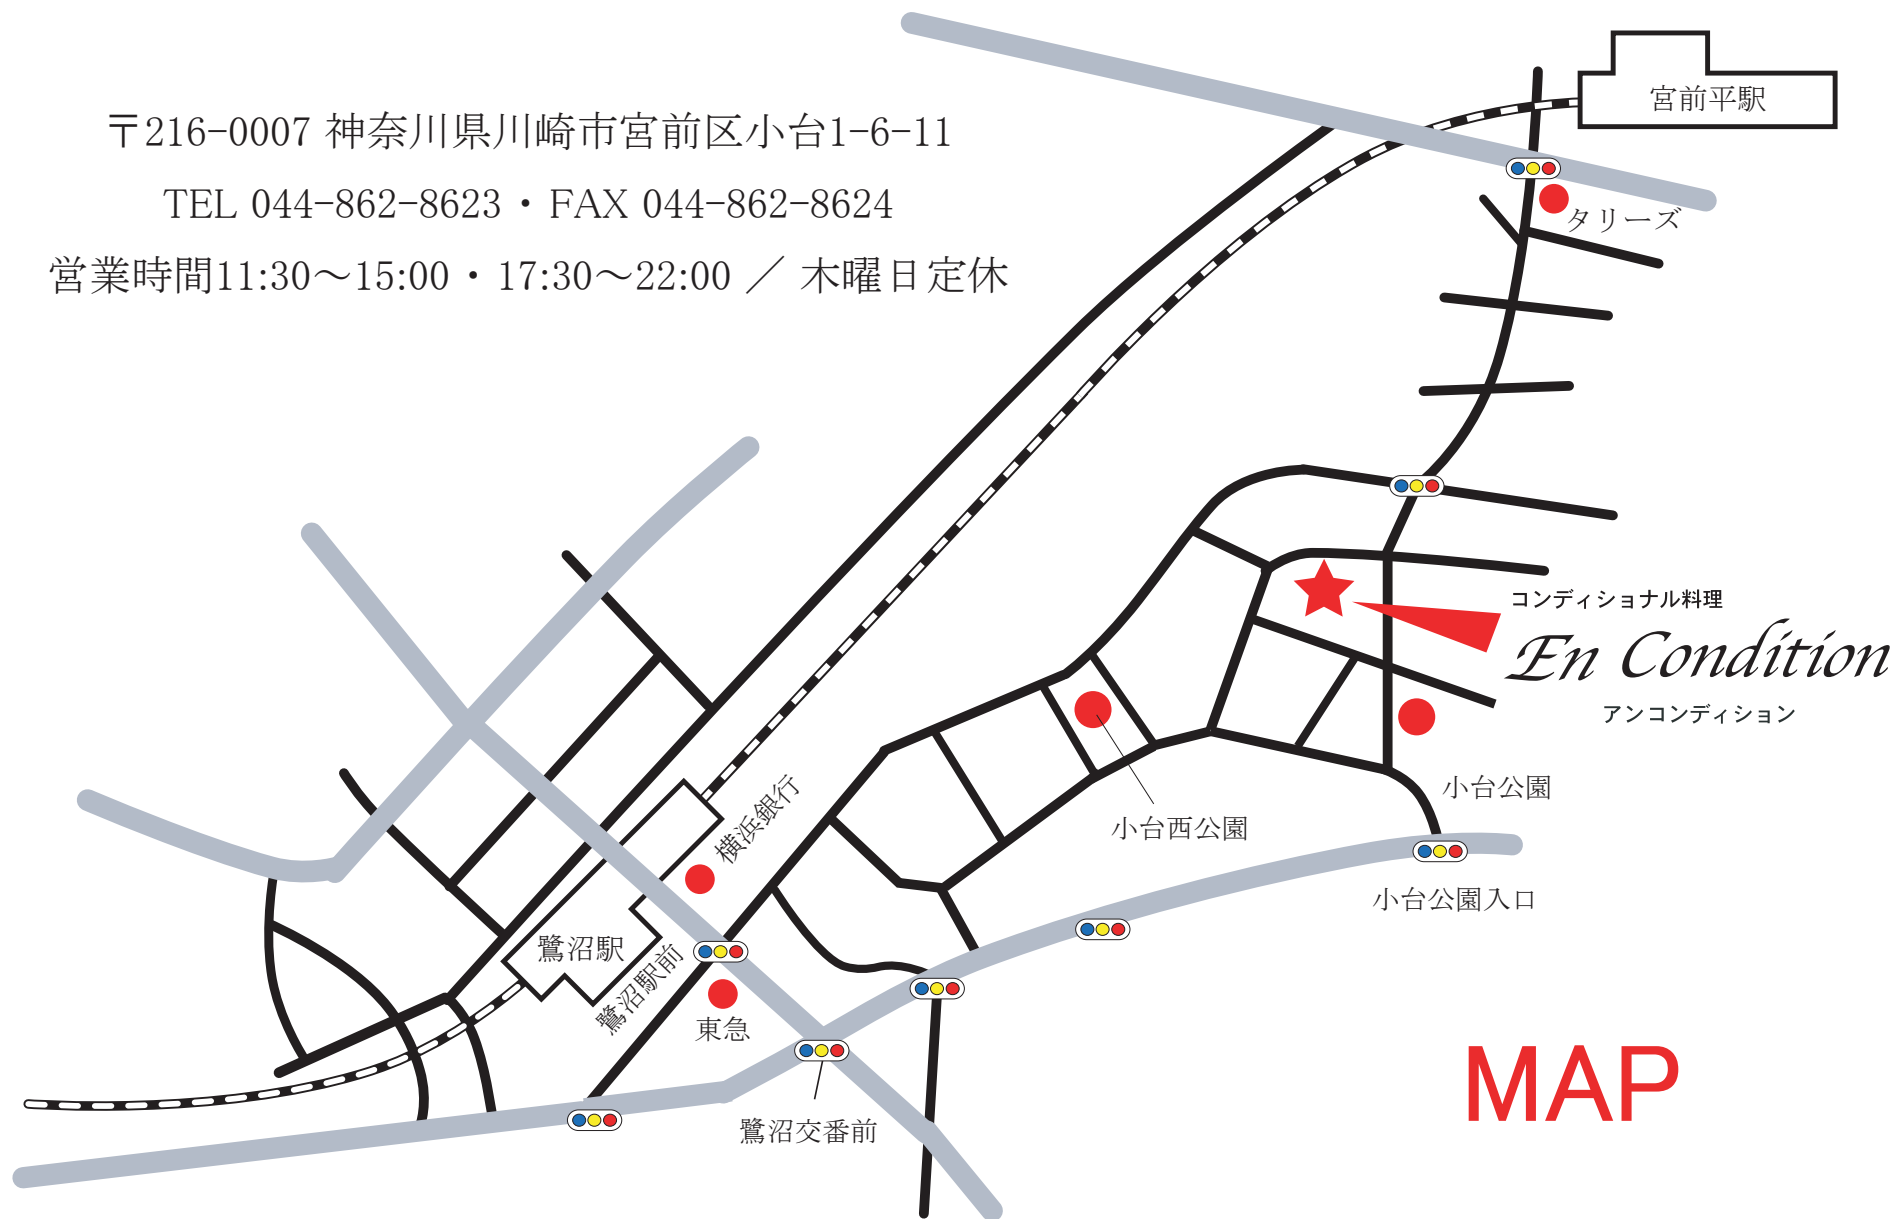 〒216-0007 神奈川県川崎市宮前区小台1-6-11
TEL 044-862-8623・FAX 044-862-8624
営業時間11:30〜15:00・17:30〜22:00 ／ 木曜日定休
宮前平駅
タリーズ
コンディショナル料理
En Condition
アンコンディション
小台公園
小台西公園
小台公園入口
横浜銀行
鷺沼駅
鷺沼駅前
東急
鷺沼交番前
MAP